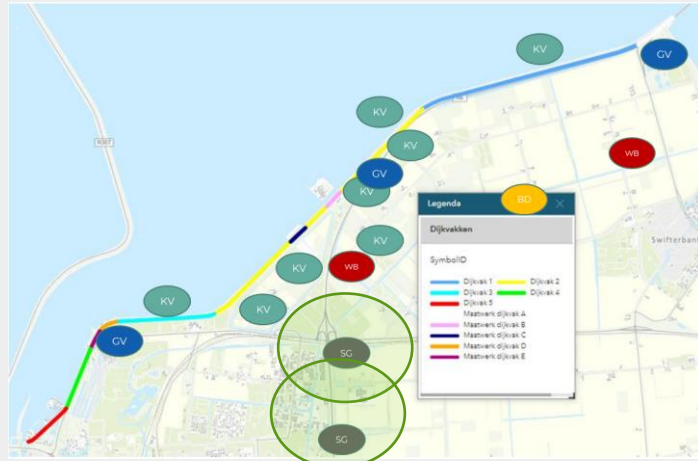 KV
GV
KV
KV
WB
GV
KV
BD
Legenda
Dijkvakken
Swifterbant
KV
SymbolID
KV
WB
Dijkvak 1 Dijkvak 2
Dijkvak 3 Dijkvak 4
Dijkvak 5
Maatwerk dijkvak A
Maatwerk dijkvak B
Maatwerk dijkvak C
Maatwerk dijkvak D
Maatwerk dijkvak E
KV
KV
GV
SG
SG